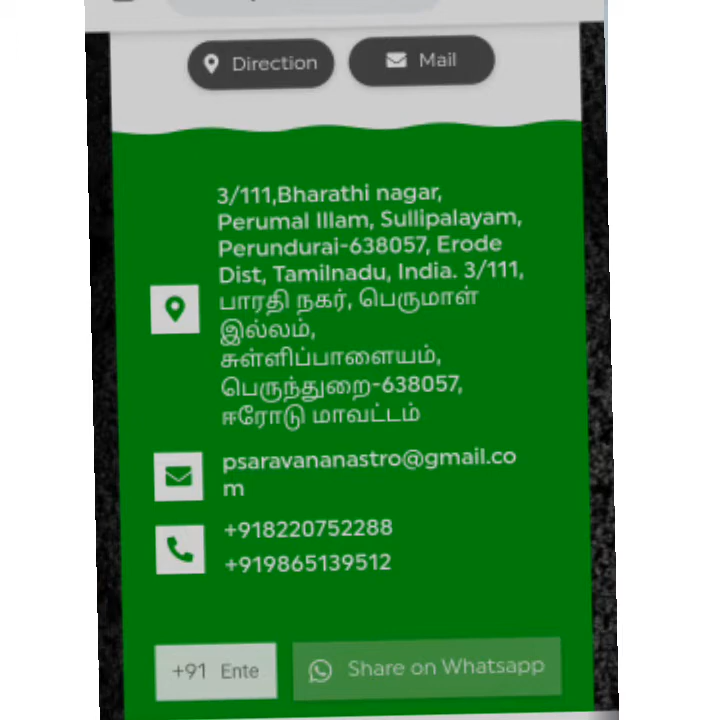 Direction
Mail
3/111,Bharathi nagar,
Perumal Illam, Sullipalayam,
Perundurai-638057, Erode
Dist, Tamilnadu, India. 3/111,
பாரதி நகர், பெருமாள்
இல்லம்,
சுள்ளிப்பாளையம்,
பெருந்துறை-638057,
ஈரோடு மாவட்டம்
psaravananastro@gmail.co
m
+918220752288
+919865139512
+91 Ente
Share on Whatsapp